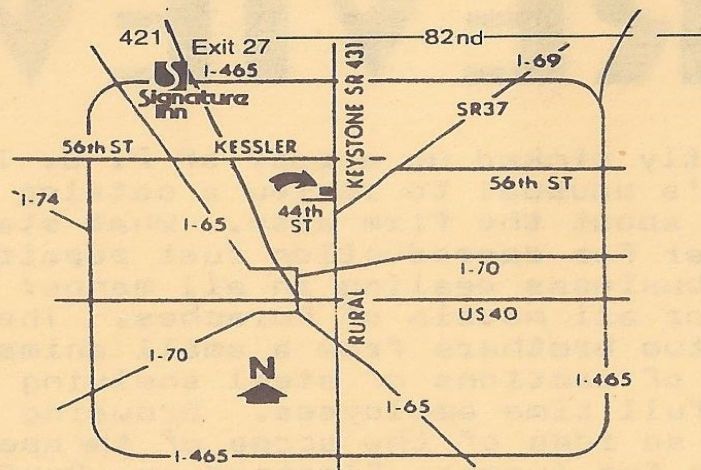 421
Exit 27
82nd
S
I-465
Signature
Inn
I-69
KEYSTONE SR 431
SR37
56th ST
KESSLER
56th ST
I-74
I-65
44th
ST
I-70
US40
RURAL
I-70
N
I-465
I-65
I-465